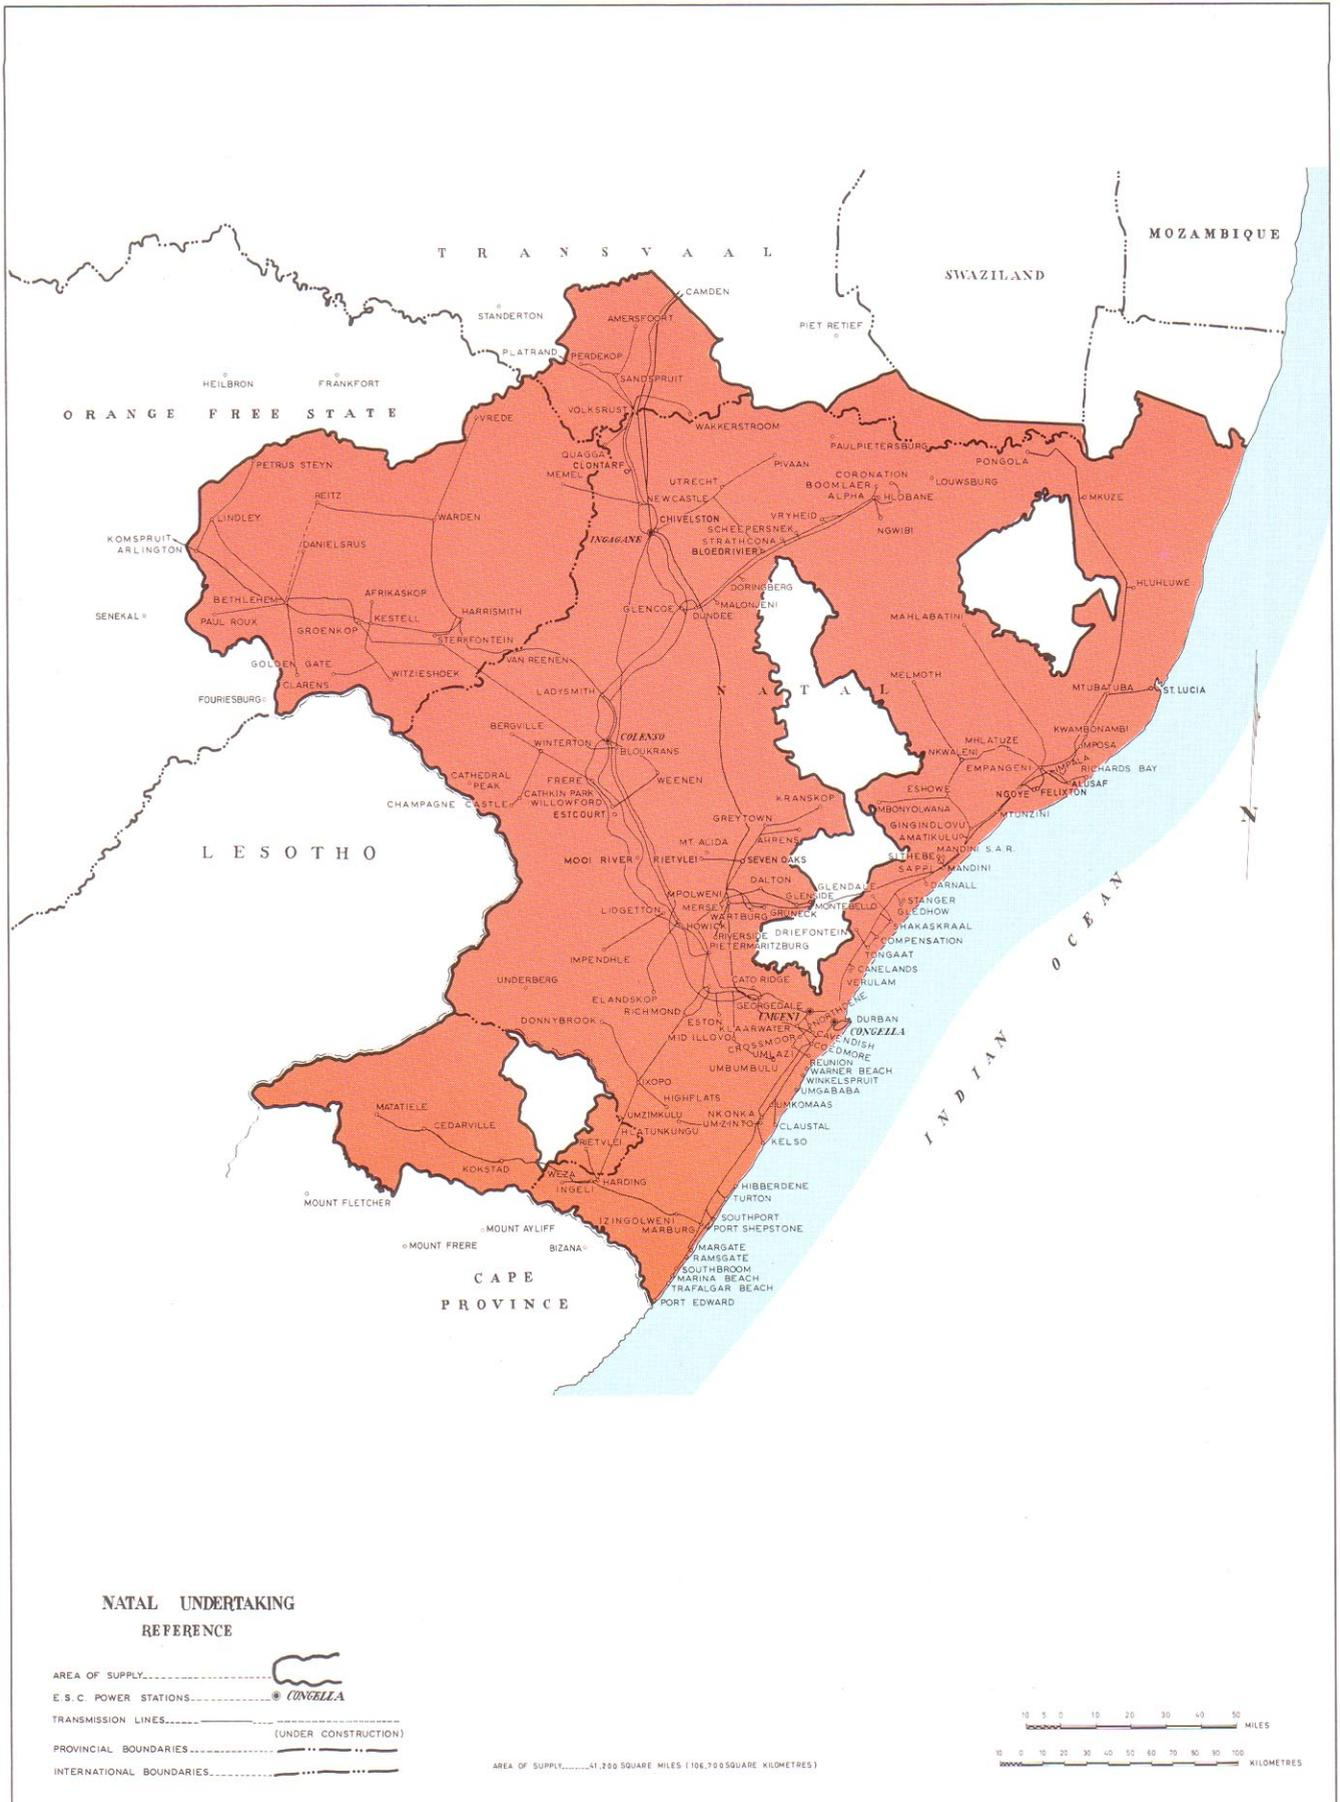 TRANSVAAL
MOZAMBIQUE
SWAZILAND
CAMDEN
STANDERTON
AMERSFOORT
PIET RETIEF
PLATRAND
PERDEKOP
SANDSPRUIT
HEILBRON
FRANKFORT
ORANGE FREE STATE
VREDE
VOLKSRUST
WAKKERSTROOM
PAULPIETERSBURG
QUAGGA
CLONTARF
PIVAAN
PONGOLA
PETRUS STEYN
MEMEL
UTRECHT
CORONATION
BOOMLAER
LOUWSBURG
REITZ
NEWCASTLE
ALPHA
HLOBANE
MKUZE
LINDLEY
WARDEN
CHIVELSTON
VRYHEID
SCHEEPERSNEK
NGWIBI
KOMSPRUIT
ARLINGTON
DANIELSRUS
INGAGANE
STRATHCONA
BLOEDRIVIER
DORINGBERG
HLUHLUWE
BETHLEHEM
AFRIKASKOP
GLENCOE
MALONJENI
DUNDEE
MAHLABATINI
SENEKAL
PAUL ROUX
GROENKOP
KESTELL
HARRISMITH
STERKFONTEIN
GOLDEN GATE
VAN REENEN
WITZIESHOEK
CLARENS
FOURIESBURG
LADYSMITH
NATAL
MELMOTH
MTUBATUBA
ST. LUCIA
BERGVILLE
COLENSO
WINTERTON
BLOUKRANS
KWAMBONAMBI
MHLATUZE
IMPOSA
NKWALENI
EMPANGENI
IMPALA
RICHARDS BAY
CATHEDRAL
PEAK
FRERE
WEENEN
ALUSAF
ESHOWE
NGOYE
FELIXTON
CATHKIN PARK
CHAMPAGNE CASTLE
WILLOWFORD
ESTCOURT
KRANSKOP
MBONYOLWANA
MTUNZINI
GREYTOWN
GINGINDLOVU
AMATIKULU
LESOTHO
MT. ALIDA
AHRENS
MANDINI S.A.R.
MOOI RIVER
RIETVLEI
SEVEN OAKS
SITHEBE
SAPPI
MANDINI
DALTON
GLENDALE
DARNALL
MPOLWENI
GLENSIDE
MERSEY
MONTEBELLO
STANGER
LIDGETTON
WARTBURG
GRUNECK
GLEDHOW
HOWICK
SHAKASKRAAL
RIVERSIDE
DRIEFONTEIN
COMPENSATION
PIETERMARITZBURG
TONGAAT
IMPENDHLE
CANELANDS
UNDERBERG
CATO RIDGE
VERULAM
ELANDSKOP
GEORGEDALE
NORTHDENE
RICHMOND
UMGENI
DURBAN
DONNYBROOK
ESTON
KLAARWATER
CONGELLA
MID ILLOVO
CAVENDISH
CROSSMOOR
COEDMORE
UMLAZI
REUNION
UMBUMBULU
WARNER BEACH
WINKELSPRUIT
IXOPO
UMGABABA
HIGHFLATS
UMKOMAAS
MATATIELE
UMZIMKULU
NKONKA
CEDARVILLE
UMZINTO
CLAUSTAL
HLATUNKUNGU
RIETVLEI
KELSO
KOKSTAD
WEZA
HARDING
INGELI
HIBBERDENE
MOUNT FLETCHER
TURTON
IZINGOLWENI
SOUTHPORT
MOUNT AYLIFF
MARBURG
PORT SHEPSTONE
MOUNT FRERE
BIZANA
MARGATE
RAMSGATE
SOUTHBROOM
CAPE
PROVINCE
MARINA BEACH
TRAFALGAR BEACH
PORT EDWARD
INDIAN OCEAN
N
NATAL UNDERTAKING
REFERENCE
AREA OF SUPPLY
E.S.C. POWER STATIONS
CONGELLA
TRANSMISSION LINES
(UNDER CONSTRUCTION)
PROVINCIAL BOUNDARIES
INTERNATIONAL BOUNDARIES
AREA OF SUPPLY 41,200 SQUARE MILES (106,700 SQUARE KILOMETRES)
10 5 0 10 20 30 40 50
MILES
10 0 10 20 30 40 50 60 70 80 90 100
KILOMETRES